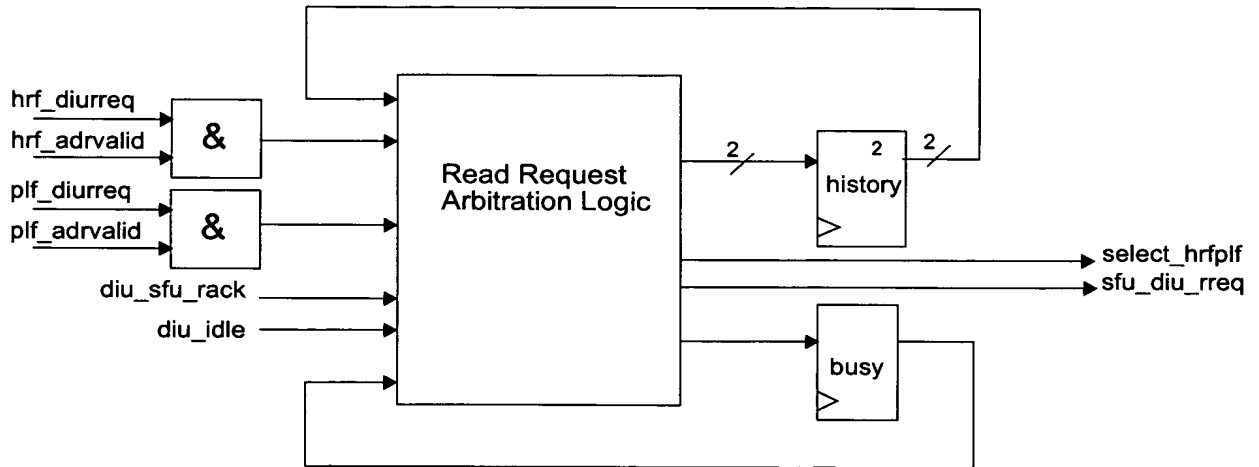 hrf_diurreq
hrf_adrvalid
&
plf_diurreq
plf_adrvalid
&
diu_sfu_rack
diu_idle
Read Request
Arbitration Logic
2
2
2
history
select_hrfplf
sfu_diu_rreq
busy